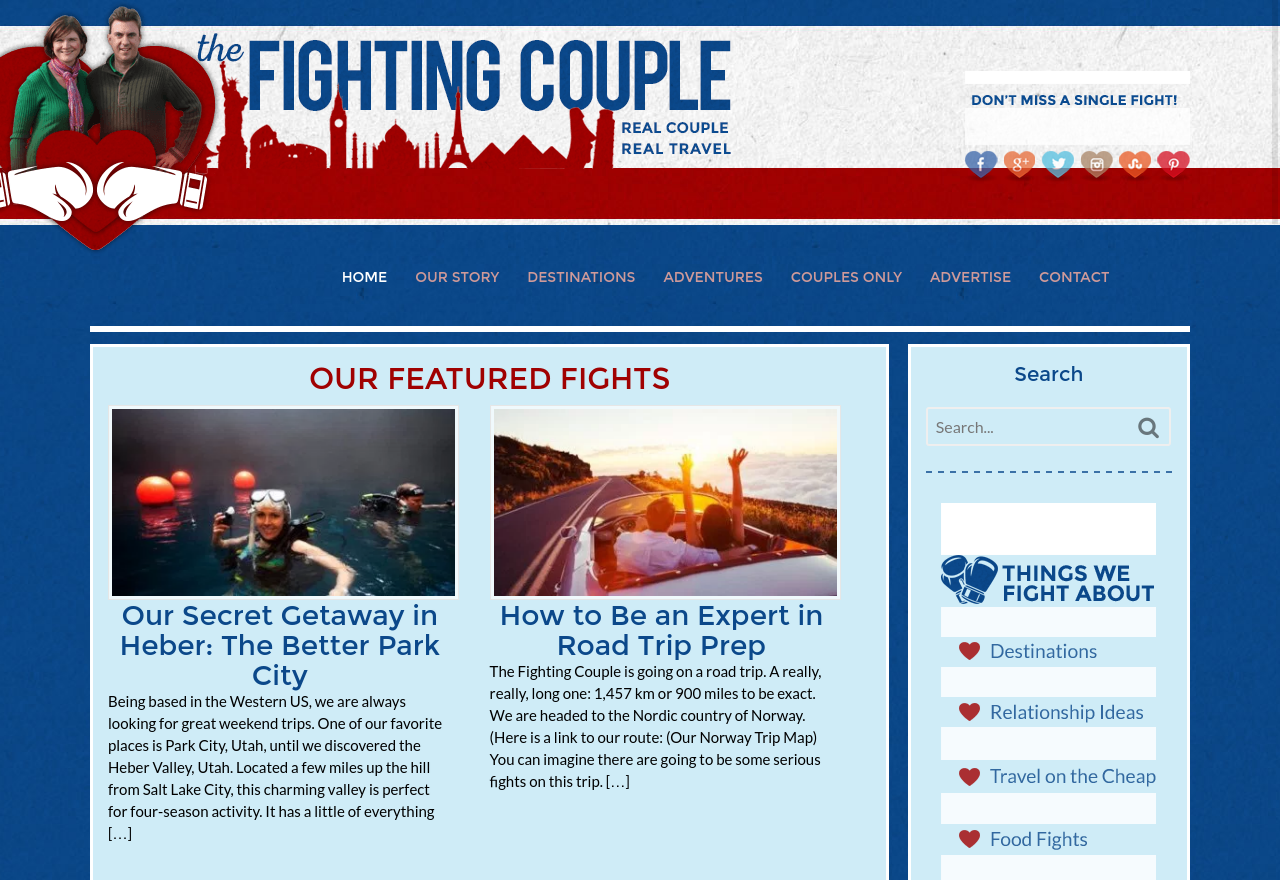 the FIGHTING COUPLE
REAL COUPLE
REAL TRAVEL
DON'T MISS A SINGLE FIGHT!
HOME OUR STORY DESTINATIONS ADVENTURES COUPLES ONLY ADVERTISE CONTACT
OUR FEATURED FIGHTS
Our Secret Getaway in
Heber: The Better Park
City
Being based in the Western US, we are always
looking for great weekend trips. One of our favorite
places is Park City, Utah, until we discovered the
Heber Valley, Utah. Located a few miles up the hill
from Salt Lake City, this charming valley is perfect
for four-season activity. It has a little of everything
[…]
How to Be an Expert in
Road Trip Prep
The Fighting Couple is going on a road trip. A really,
really, long one: 1,457 km or 900 miles to be exact.
We are headed to the Nordic country of Norway.
(Here is a link to our route: (Our Norway Trip Map)
You can imagine there are going to be some serious
fights on this trip. […]
Search
Search...
THINGS WE
FIGHT ABOUT
Destinations
Relationship Ideas
Travel on the Cheap
Food Fights